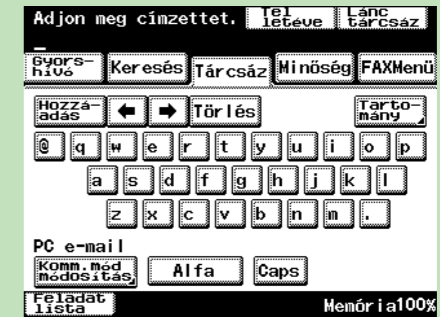 Adjon meg címzettet. Tel letéve Lánc tárcsáz
Gyors-hívó Keresés Tárcsáz Minőség FAXMenü
Hozzá-adás ← → Törlés Tarto-mány
@ q w e r t y u i o p
a s d f g h j k l
z x c v b n m .
PC e-mail
Komm.mód módosítás Alfa Caps
Feladat lista Memória100%